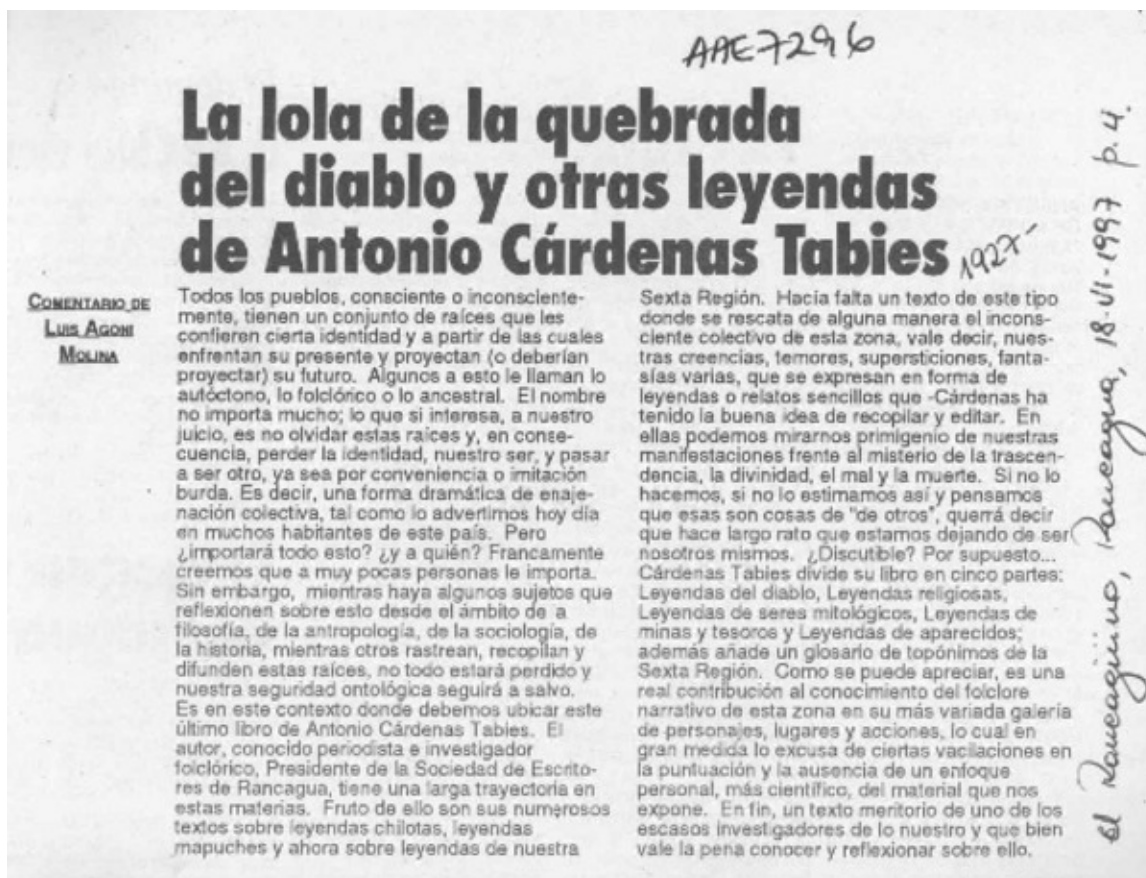 AAE7296
La lola de la quebrada
del diablo y otras leyendas
de Antonio Cárdenas Tabies
1927-
COMENTARIO DE
LUIS AGONI
MOLINA
Todos los pueblos, consciente o inconsciente-
mente, tienen un conjunto de raíces que les
confieren cierta identidad y a partir de las cuales
enfrentan su presente y proyectan (o deberían
proyectar) su futuro. Algunos a esto le llaman lo
autóctono, lo folclórico o lo ancestral. El nombre
no importa mucho; lo que si interesa, a nuestro
juicio, es no olvidar estas raíces y, en conse-
cuencia, perder la identidad, nuestro ser, y pasar
a ser otro, ya sea por conveniencia o imitación
burda. Es decir, una forma dramática de enaje-
nación colectiva, tal como lo advertimos hoy día
en muchos habitantes de este país. Pero
¿importará todo esto? ¿y a quién? Francamente
creemos que a muy pocas personas le importa.
Sin embargo, mientras haya algunos sujetos que
reflexionen sobre esto desde el ámbito de a
filosofía, de la antropología, de la sociología, de
la historia, mientras otros rastrean, recopilan y
difunden estas raíces, no todo estará perdido y
nuestra seguridad ontológica seguirá a salvo.
Es en este contexto donde debemos ubicar este
último libro de Antonio Cárdenas Tabies. El
autor, conocido periodista e investigador
folclórico, Presidente de la Sociedad de Escrito-
res de Rancagua, tiene una larga trayectoria en
estas materias. Fruto de ello son sus numerosos
textos sobre leyendas chilotas, leyendas
mapuches y ahora sobre leyendas de nuestra
Sexta Región. Hacía falta un texto de este tipo
donde se rescata de alguna manera el incons-
ciente colectivo de esta zona, vale decir, nues-
tras creencias, temores, supersticiones, fanta-
sías varias, que se expresan en forma de
leyendas o relatos sencillos que -Cárdenas ha
tenido la buena idea de recopilar y editar. En
ellas podemos mirarnos primigenio de nuestras
manifestaciones frente al misterio de la trascen-
dencia, la divinidad, el mal y la muerte. Si no lo
hacemos, si no lo estimamos así y pensamos
que esas son cosas de "de otros", querrá decir
que hace largo rato que estamos dejando de ser
nosotros mismos. ¿Discutible? Por supuesto...
Cárdenas Tabies divide su libro en cinco partes:
Leyendas del diablo, Leyendas religiosas,
Leyendas de seres mitológicos, Leyendas de
minas y tesoros y Leyendas de aparecidos;
además añade un glosario de topónimos de la
Sexta Región. Como se puede apreciar, es una
real contribución al conocimiento del folclore
narrativo de esta zona en su más variada galería
de personajes, lugares y acciones, lo cual en
gran medida lo excusa de ciertas vacilaciones en
la puntuación y la ausencia de un enfoque
personal, más científico, del material que nos
expone. En fin, un texto meritorio de uno de los
escasos investigadores de lo nuestro y que bien
vale la pena conocer y reflexionar sobre ello.
el Rancagüino, Rancagua, 18-VI-1997 p. 4.